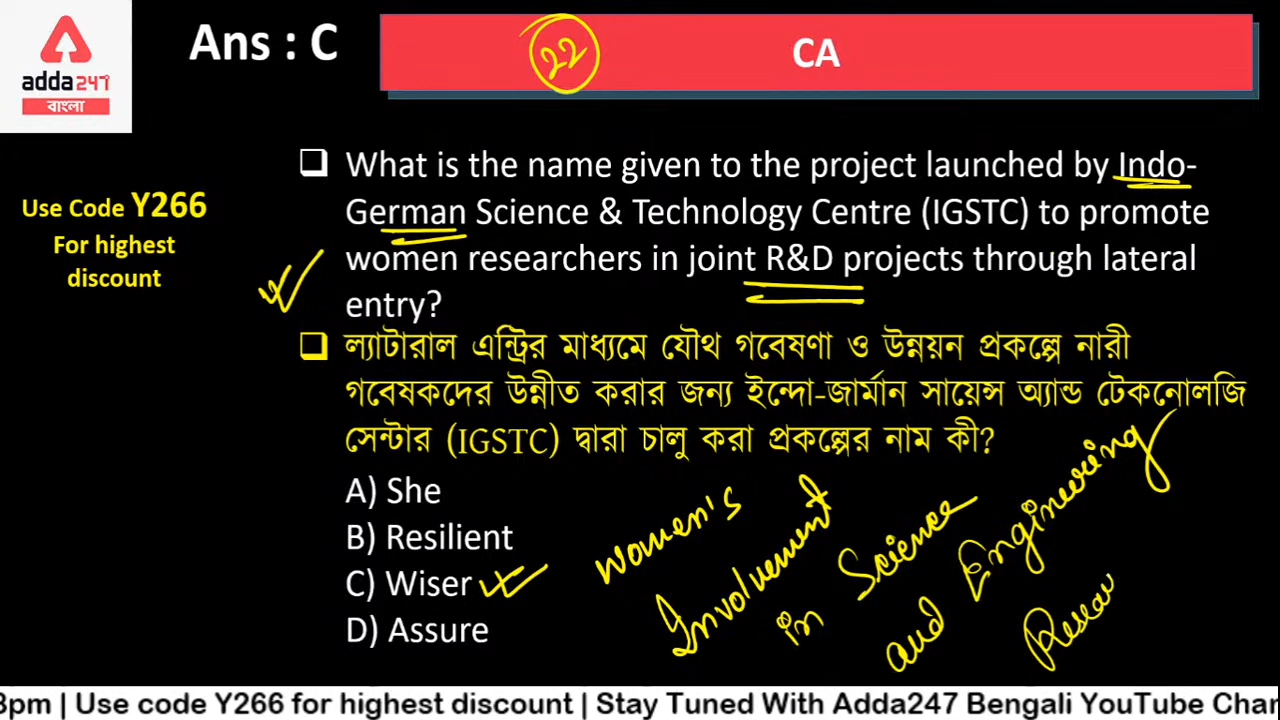 Ans : C
22
CA
adda247
বাংলা
Use Code Y266
For highest
discount
What is the name given to the project launched by Indo-
German Science & Technology Centre (IGSTC) to promote
women researchers in joint R&D projects through lateral
entry?
ল্যাটারাল এন্ট্রির মাধ্যমে যৌথ গবেষণা ও উন্নয়ন প্রকল্পে নারী
গবেষকদের উন্নীত করার জন্য ইন্দো-জার্মান সায়েন্স অ্যান্ড টেকনোলজি
সেন্টার (IGSTC) দ্বারা চালু করা প্রকল্পের নাম কী?
A) She
B) Resilient
C) Wiser
D) Assure
Women's
Involvement
in Science
and Engineering
Resear
3pm | Use code Y266 for highest discount | Stay Tuned With Adda247 Bengali YouTube Chan